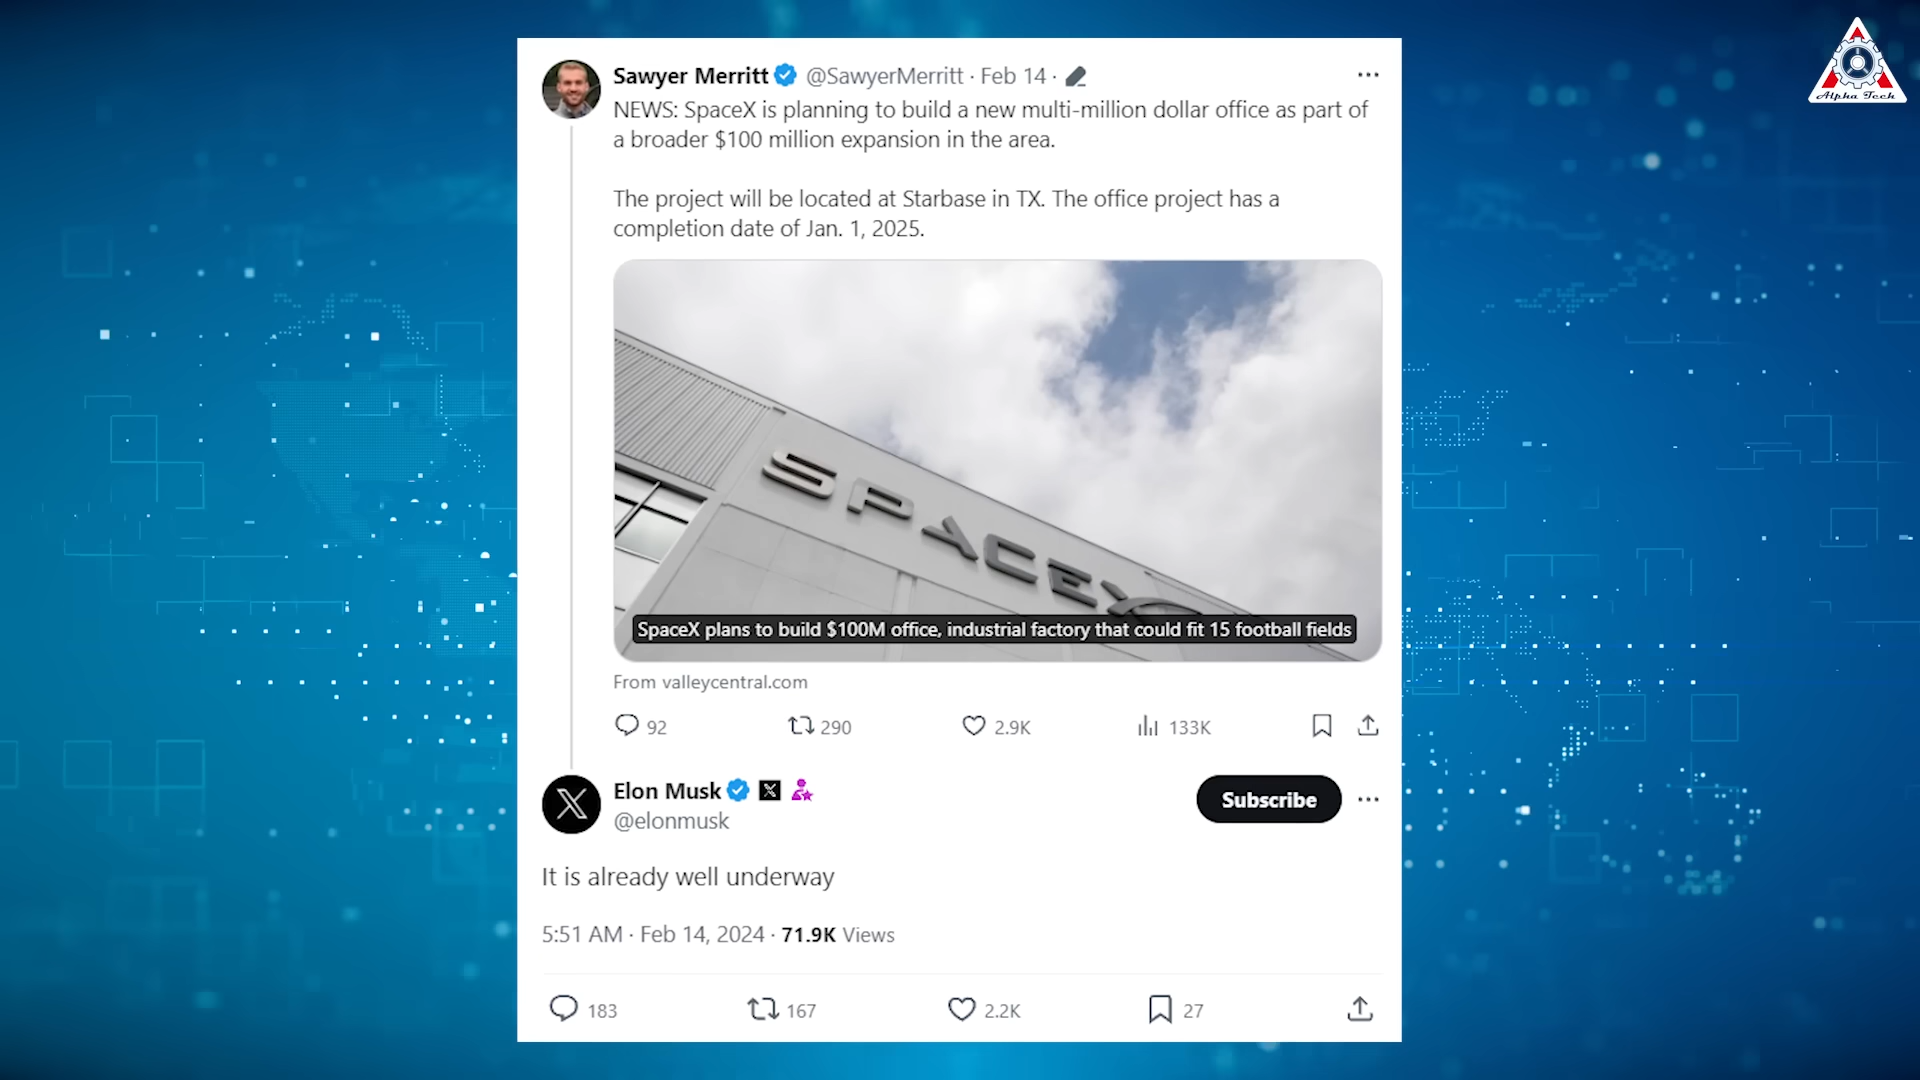 Alpha Tech
Sawyer Merritt @SawyerMerritt · Feb 14 ·
NEWS: SpaceX is planning to build a new multi-million dollar office as part of
a broader $100 million expansion in the area.
The project will be located at Starbase in TX. The office project has a
completion date of Jan. 1, 2025.
SPACEX
SpaceX plans to build $100M office, industrial factory that could fit 15 football fields
From valleycentral.com
92 290 2.9K 133K
Elon Musk
Subscribe
@elonmusk
It is already well underway
5:51 AM · Feb 14, 2024 · 71.9K Views
183 167 2.2K 27